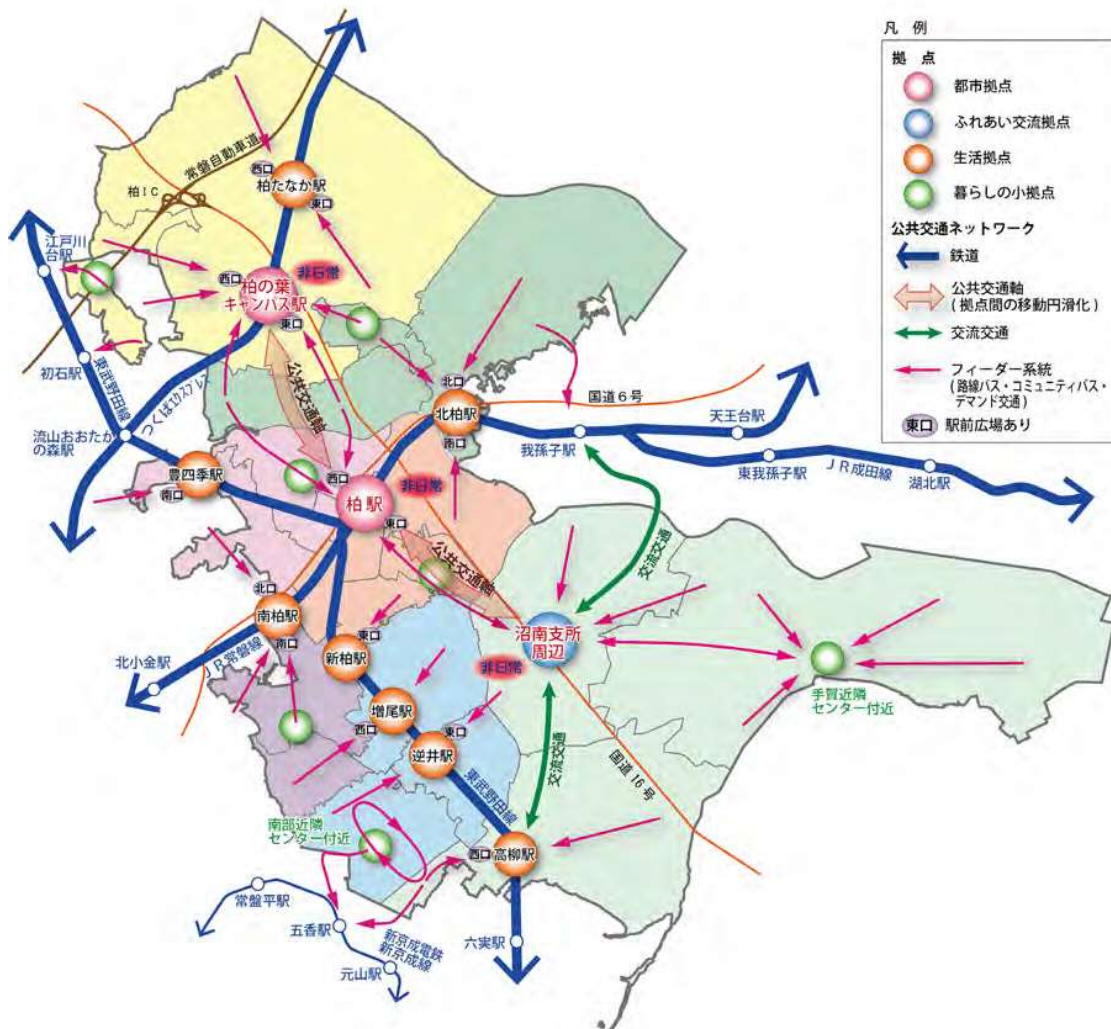 凡 例
拠 点
都市拠点
ふれあい交流拠点
生活拠点
暮らしの小拠点
公共交通ネットワーク
鉄道
公共交通軸
(拠点間の移動円滑化)
交流交通
フィーダー系統
(路線バス・コミュニティバス・
デマンド交通)
東口 駅前広場あり
常磐自動車道
柏IC
西口
柏たなか駅
東口
江戸川
台駅
西口
柏の葉
キャンパス駅
非日常
東口
初石駅
東武野田線
つくばエクスプレス
公共交通軸
流山おおたか
の森駅
北口
北柏駅
南口
国道6号
天王台駅
我孫子駅
東我孫子駅
JR成田線
湖北駅
豊四季駅
南口
西口
柏駅
非日常
東口
公共交通軸
交流交通
北口
南柏駅
南口
東口
新柏駅
沼南支所
周辺
非日常
北小金駅
JR常磐線
手賀近隣
センター付近
増尾駅
西口
東口
逆井駅
東武野田線
交流交通
国道16号
南部近隣
センター付近
西口
高柳駅
常盤平駅
五香駅
新京成電鉄
新京成線
元山駅
六実駅